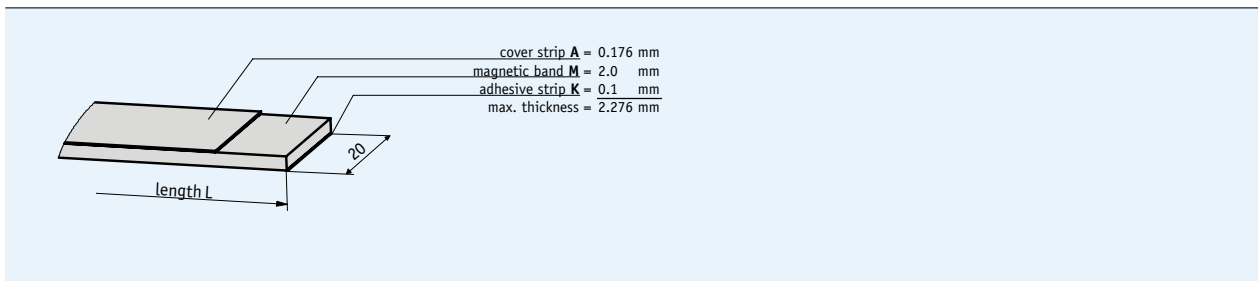 cover strip A = 0.176 mm
magnetic band M = 2.0 mm
adhesive strip K = 0.1 mm
max. thickness = 2.276 mm
20
length L